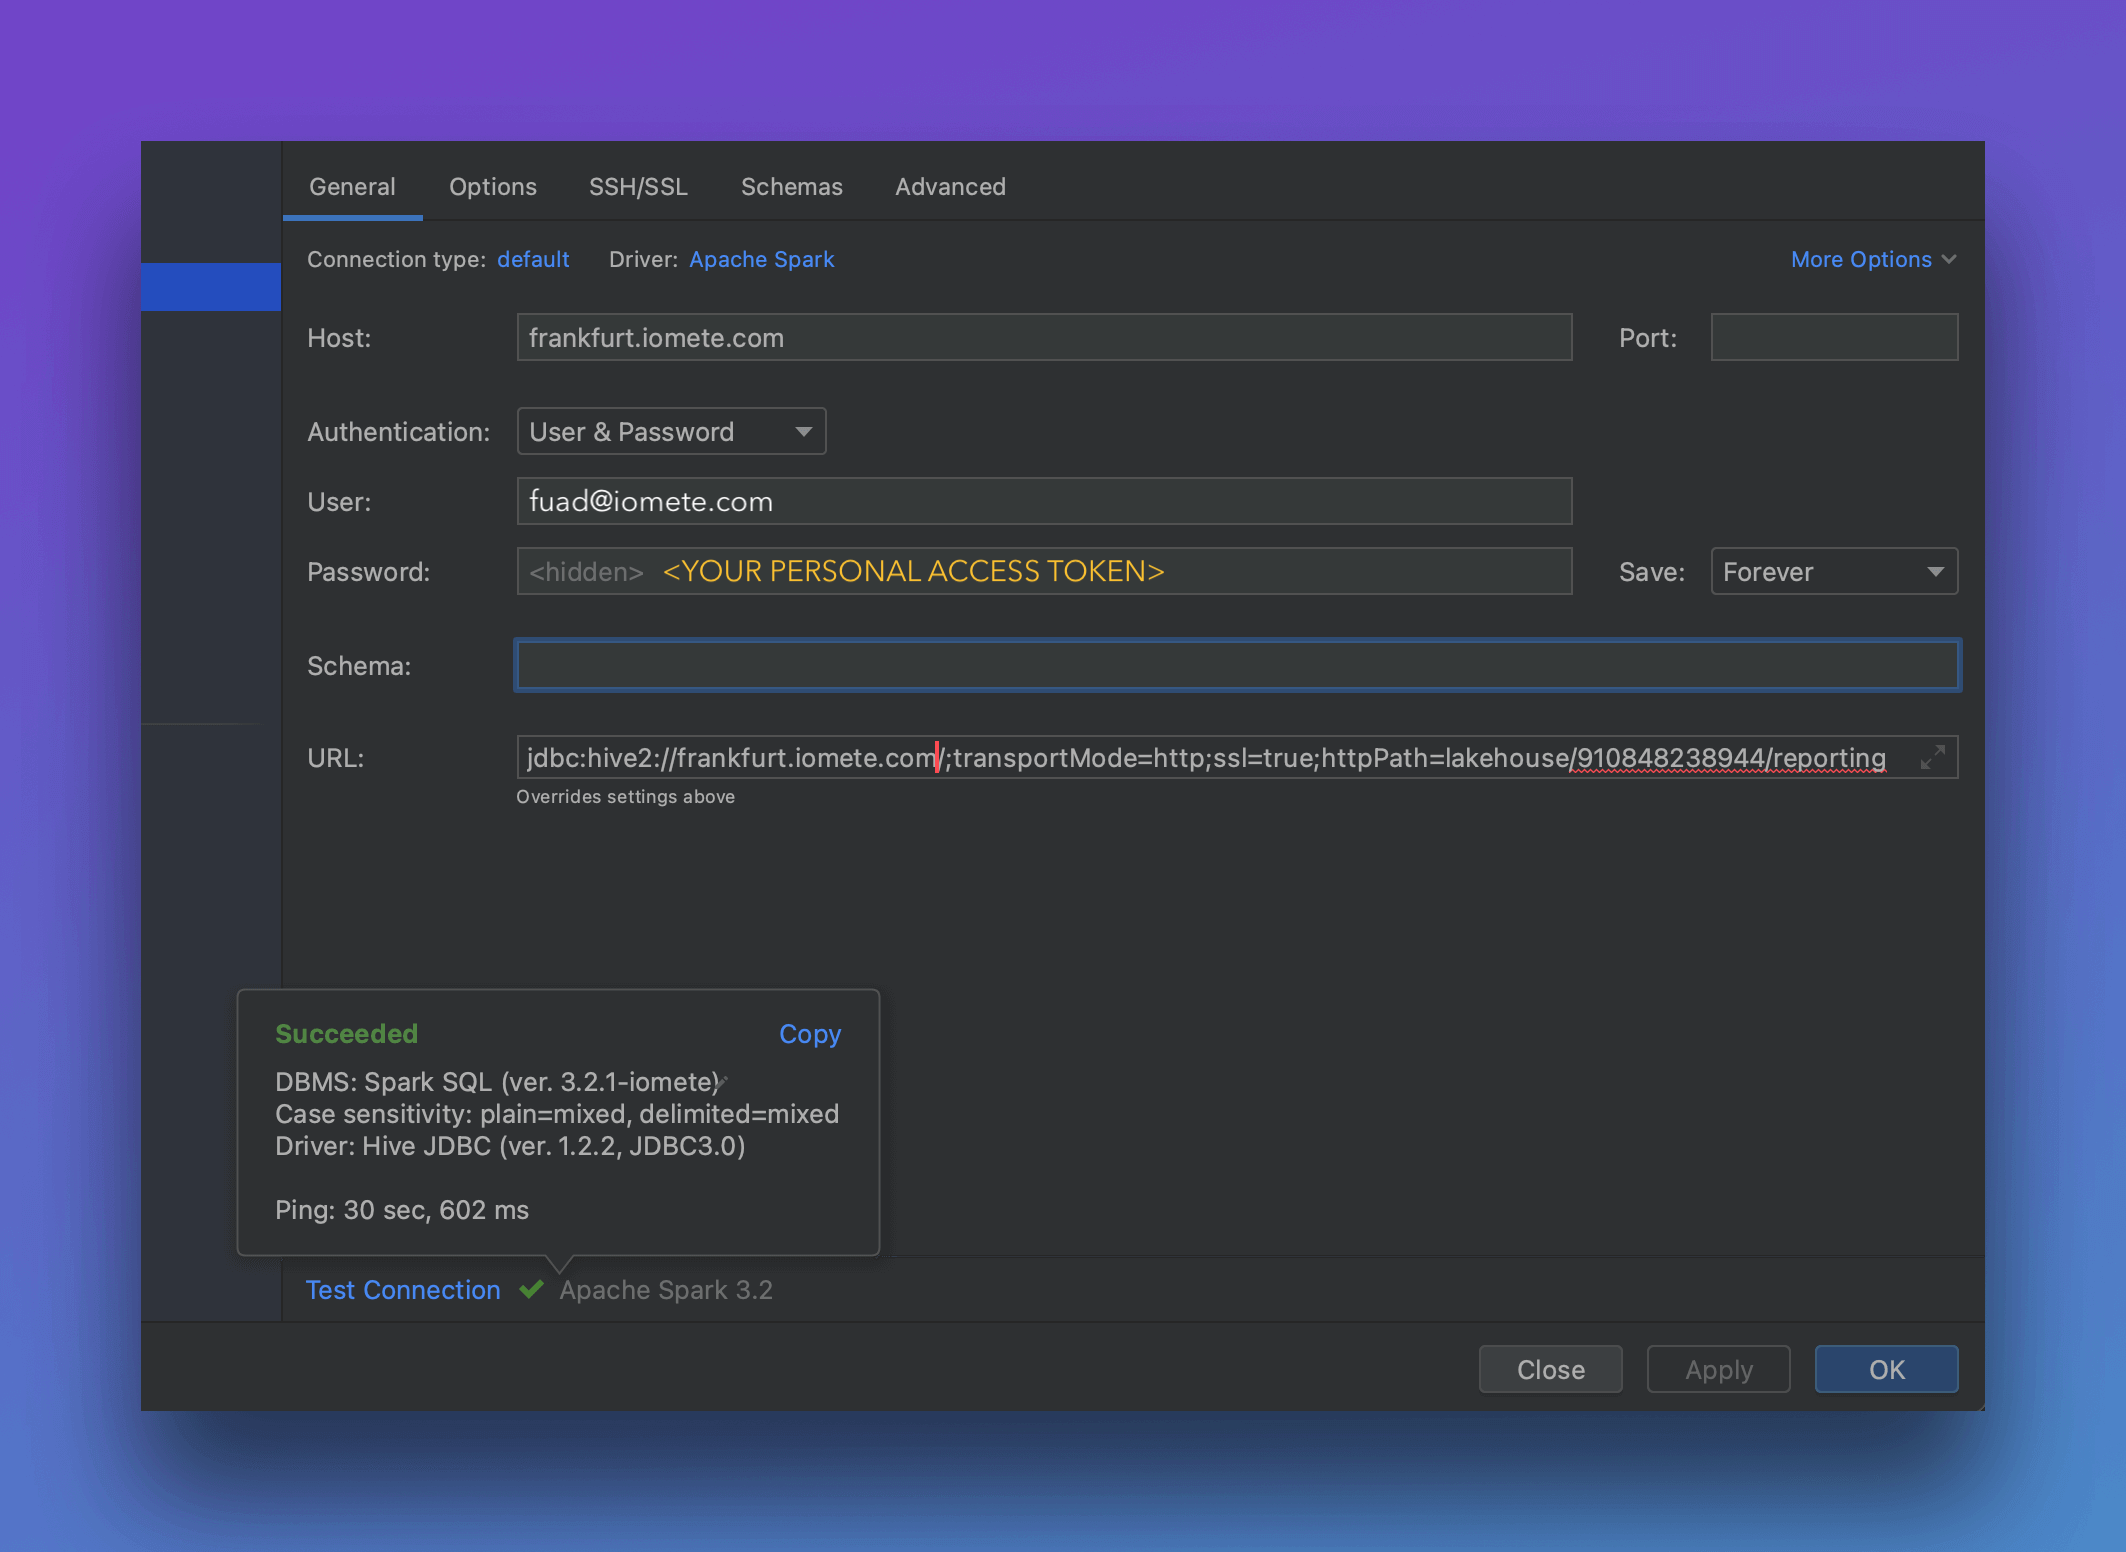 General Options SSH/SSL Schemas Advanced
Connection type: default Driver: Apache Spark More Options
Host: frankfurt.iomete.com Port:
Authentication: User & Password
User: fuad@iomete.com
Password: <hidden> <YOUR PERSONAL ACCESS TOKEN> Save: Forever
Schema:
URL: jdbc:hive2://frankfurt.iomete.com/;transportMode=http;ssl=true;httpPath=lakehouse/910848238944/reporting
Overrides settings above
Succeeded Copy
DBMS: Spark SQL (ver. 3.2.1-iomete)
Case sensitivity: plain=mixed, delimited=mixed
Driver: Hive JDBC (ver. 1.2.2, JDBC3.0)
Ping: 30 sec, 602 ms
Test Connection Apache Spark 3.2
Close Apply OK